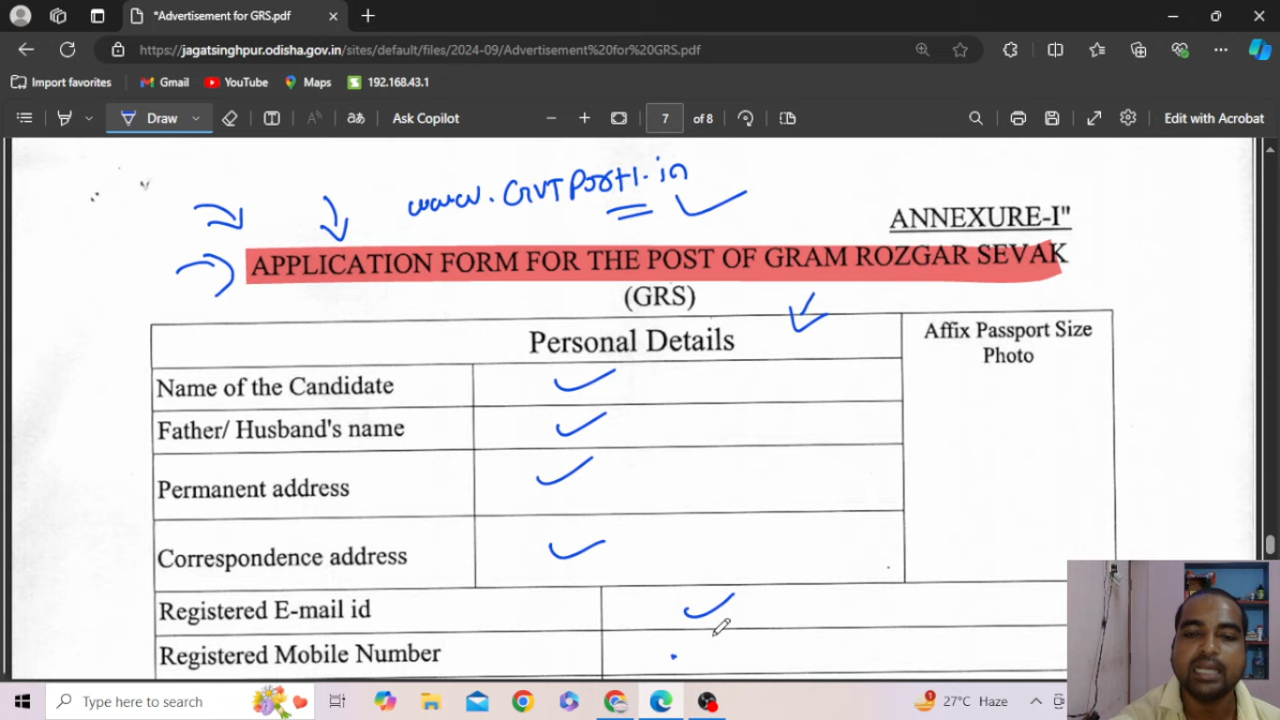 *Advertisement for GRS.pdf
https://jagatsinghpur.odisha.gov.in/sites/default/files/2024-09/Advertisement%20for%20GRS.pdf
Import favorites Gmail YouTube Maps 192.168.43.1
Draw aあ Ask Copilot 7 of 8 Edit with Acrobat
www.GVTPOST1.in
ANNEXURE-I"
APPLICATION FORM FOR THE POST OF GRAM ROZGAR SEVAK
(GRS)
Personal Details
Affix Passport Size
Photo
Name of the Candidate
Father/ Husband's name
Permanent address
Correspondence address
Registered E-mail id
Registered Mobile Number
Type here to search 27°C Haze